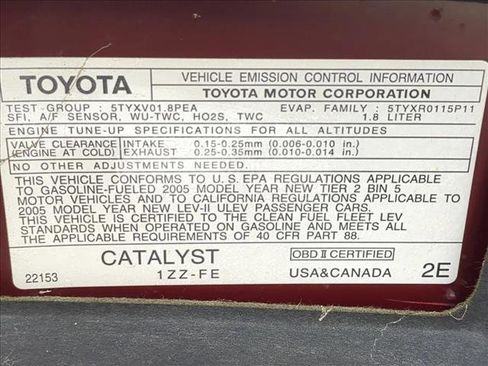 TOYOTA VEHICLE EMISSION CONTROL INFORMATION
TOYOTA MOTOR CORPORATION
TEST GROUP : 5TYXV01.8PEA EVAP. FAMILY : 5TYXR0115P11
SFI, A/F SENSOR, WU-TWC, HO2S, TWC 1.8 LITER
ENGINE TUNE-UP SPECIFICATIONS FOR ALL ALTITUDES
VALVE CLEARANCE INTAKE 0.15-0.25mm (0.006-0.010 in.)
(ENGINE AT COLD) EXHAUST 0.25-0.35mm (0.010-0.014 in.)
NO OTHER ADJUSTMENTS NEEDED.
THIS VEHICLE CONFORMS TO U.S.EPA REGULATIONS APPLICABLE
TO GASOLINE-FUELED 2005 MODEL YEAR NEW TIER 2 BIN 5
MOTOR VEHICLES AND TO CALIFORNIA REGULATIONS APPLICABLE TO
2005 MODEL YEAR NEW LEV-II ULEV PASSENGER CARS.
THIS VEHICLE IS CERTIFIED TO THE CLEAN FUEL FLEET LEV
STANDARDS WHEN OPERATED ON GASOLINE AND MEETS ALL
THE APPLICABLE REQUIREMENTS OF 40 CFR PART 88.
CATALYST OBD II CERTIFIED
22153 1ZZ-FE USA&CANADA 2E